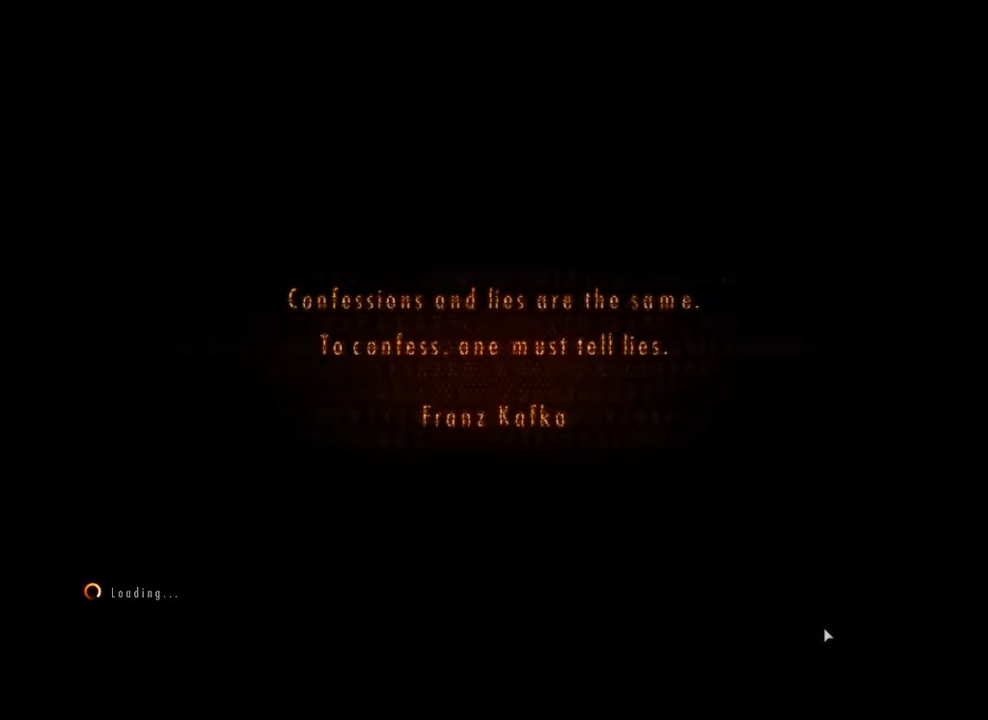 Confessions and lies are the same.
To confess, one must tell lies.
Franz Kafka
Loading...